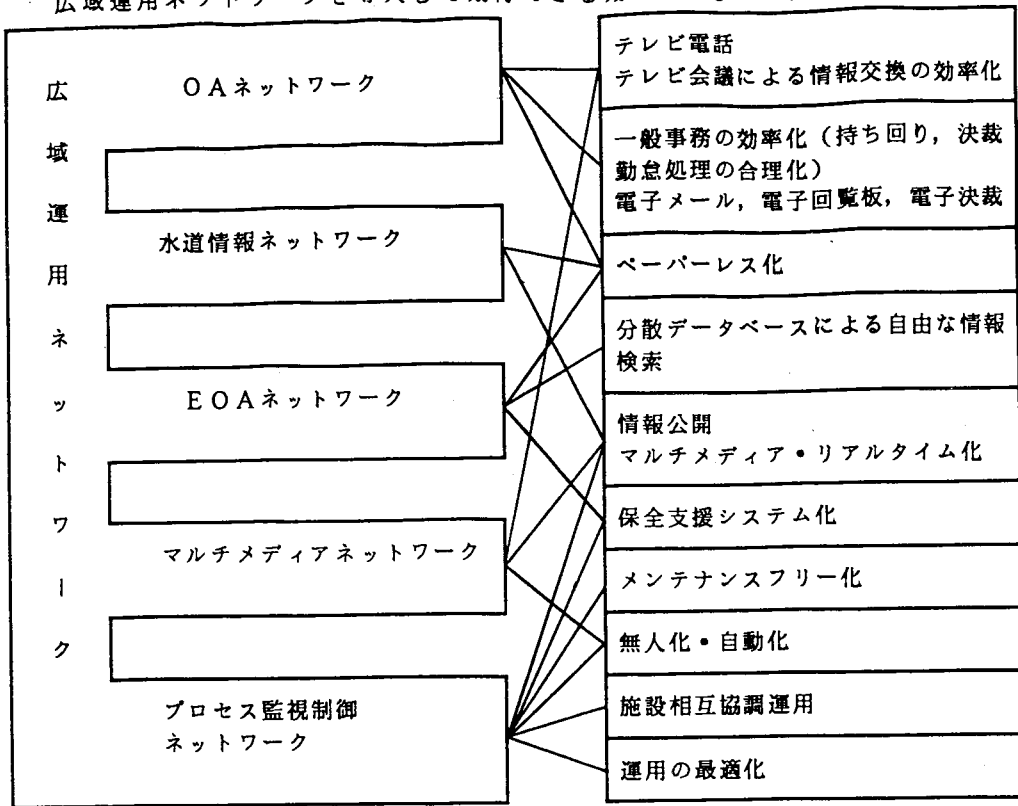 広域運用ネットワーク
OAネットワーク
水道情報ネットワーク
EOAネットワーク
マルチメディアネットワーク
プロセス監視制御
ネットワーク
テレビ電話
テレビ会議による情報交換の効率化
一般事務の効率化（持ち回り，決裁
勤怠処理の合理化）
電子メール，電子回覧板，電子決裁
ペーパーレス化
分散データベースによる自由な情報
検索
情報公開
マルチメディア・リアルタイム化
保全支援システム化
メンテナンスフリー化
無人化・自動化
施設相互協調運用
運用の最適化